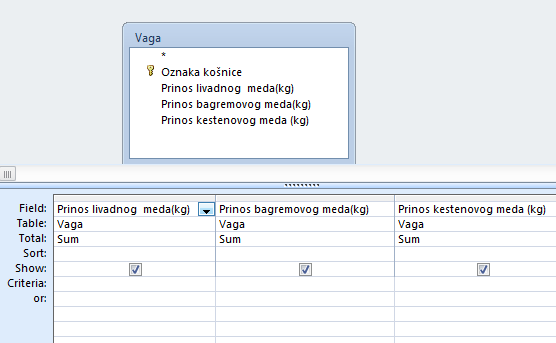 Vaga
*
Oznaka košnice
Prinos livadnog  meda(kg)
Prinos bagremovog meda(kg)
Prinos kestenovog meda (kg)
Field: Prinos livadnog  meda(kg) Prinos bagremovog meda(kg) Prinos kestenovog meda (kg)
Table: Vaga Vaga Vaga
Total: Sum Sum Sum
Sort:
Show:
Criteria:
or: